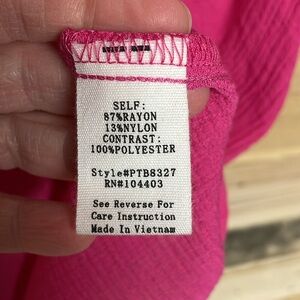 SELF:
87%RAYON
13%NYLON
CONTRAST:
100%POLYESTER
Style#PTB8327
RN#104403
See Reverse For
Care Instruction
Made In Vietnam